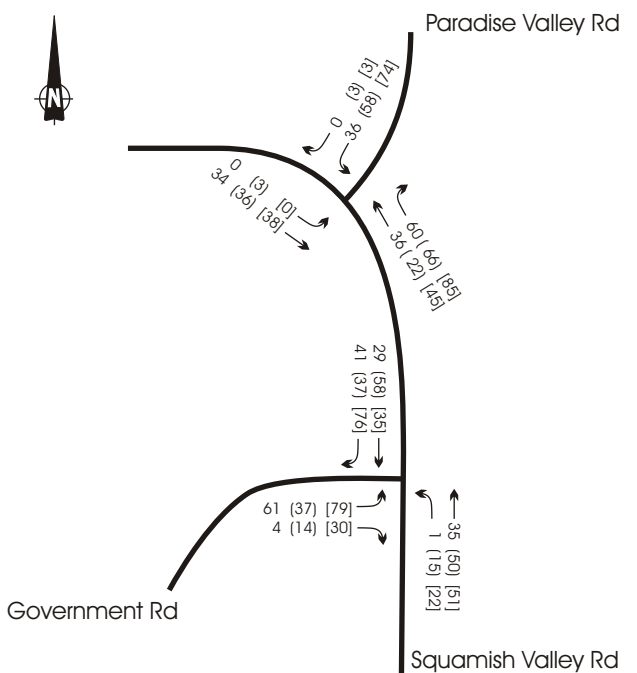 Paradise Valley Rd
N
0 (3) [3]
36 (58) [74]
0 (3) [0]
34 (36) [38]
60 (66) [85]
36 (22) [45]
29 (58) [35]
41 (37) [76]
61 (37) [79]
4 (14) [30]
35 (50) [51]
1 (15) [22]
Government Rd
Squamish Valley Rd